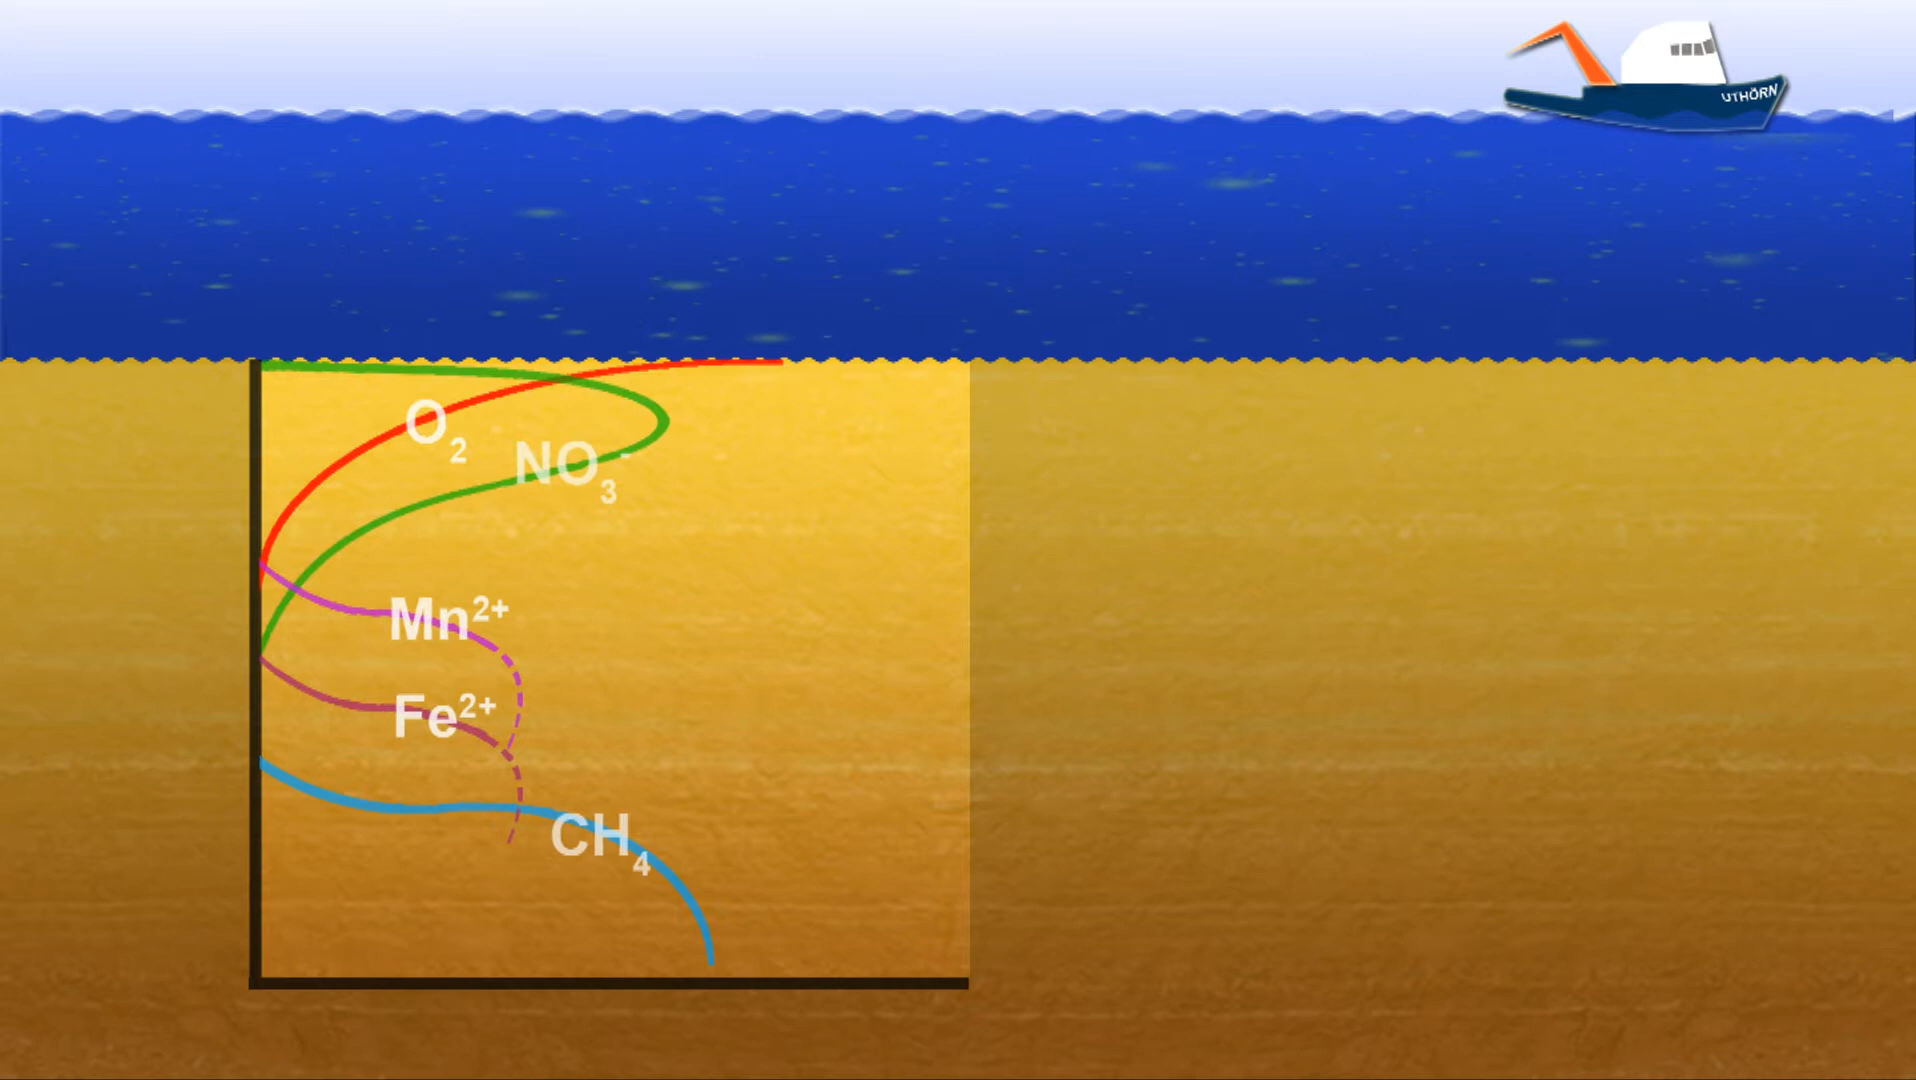 UTHÖRN
O₂
NO₃⁻
Mn²⁺
Fe²⁺
CH₄